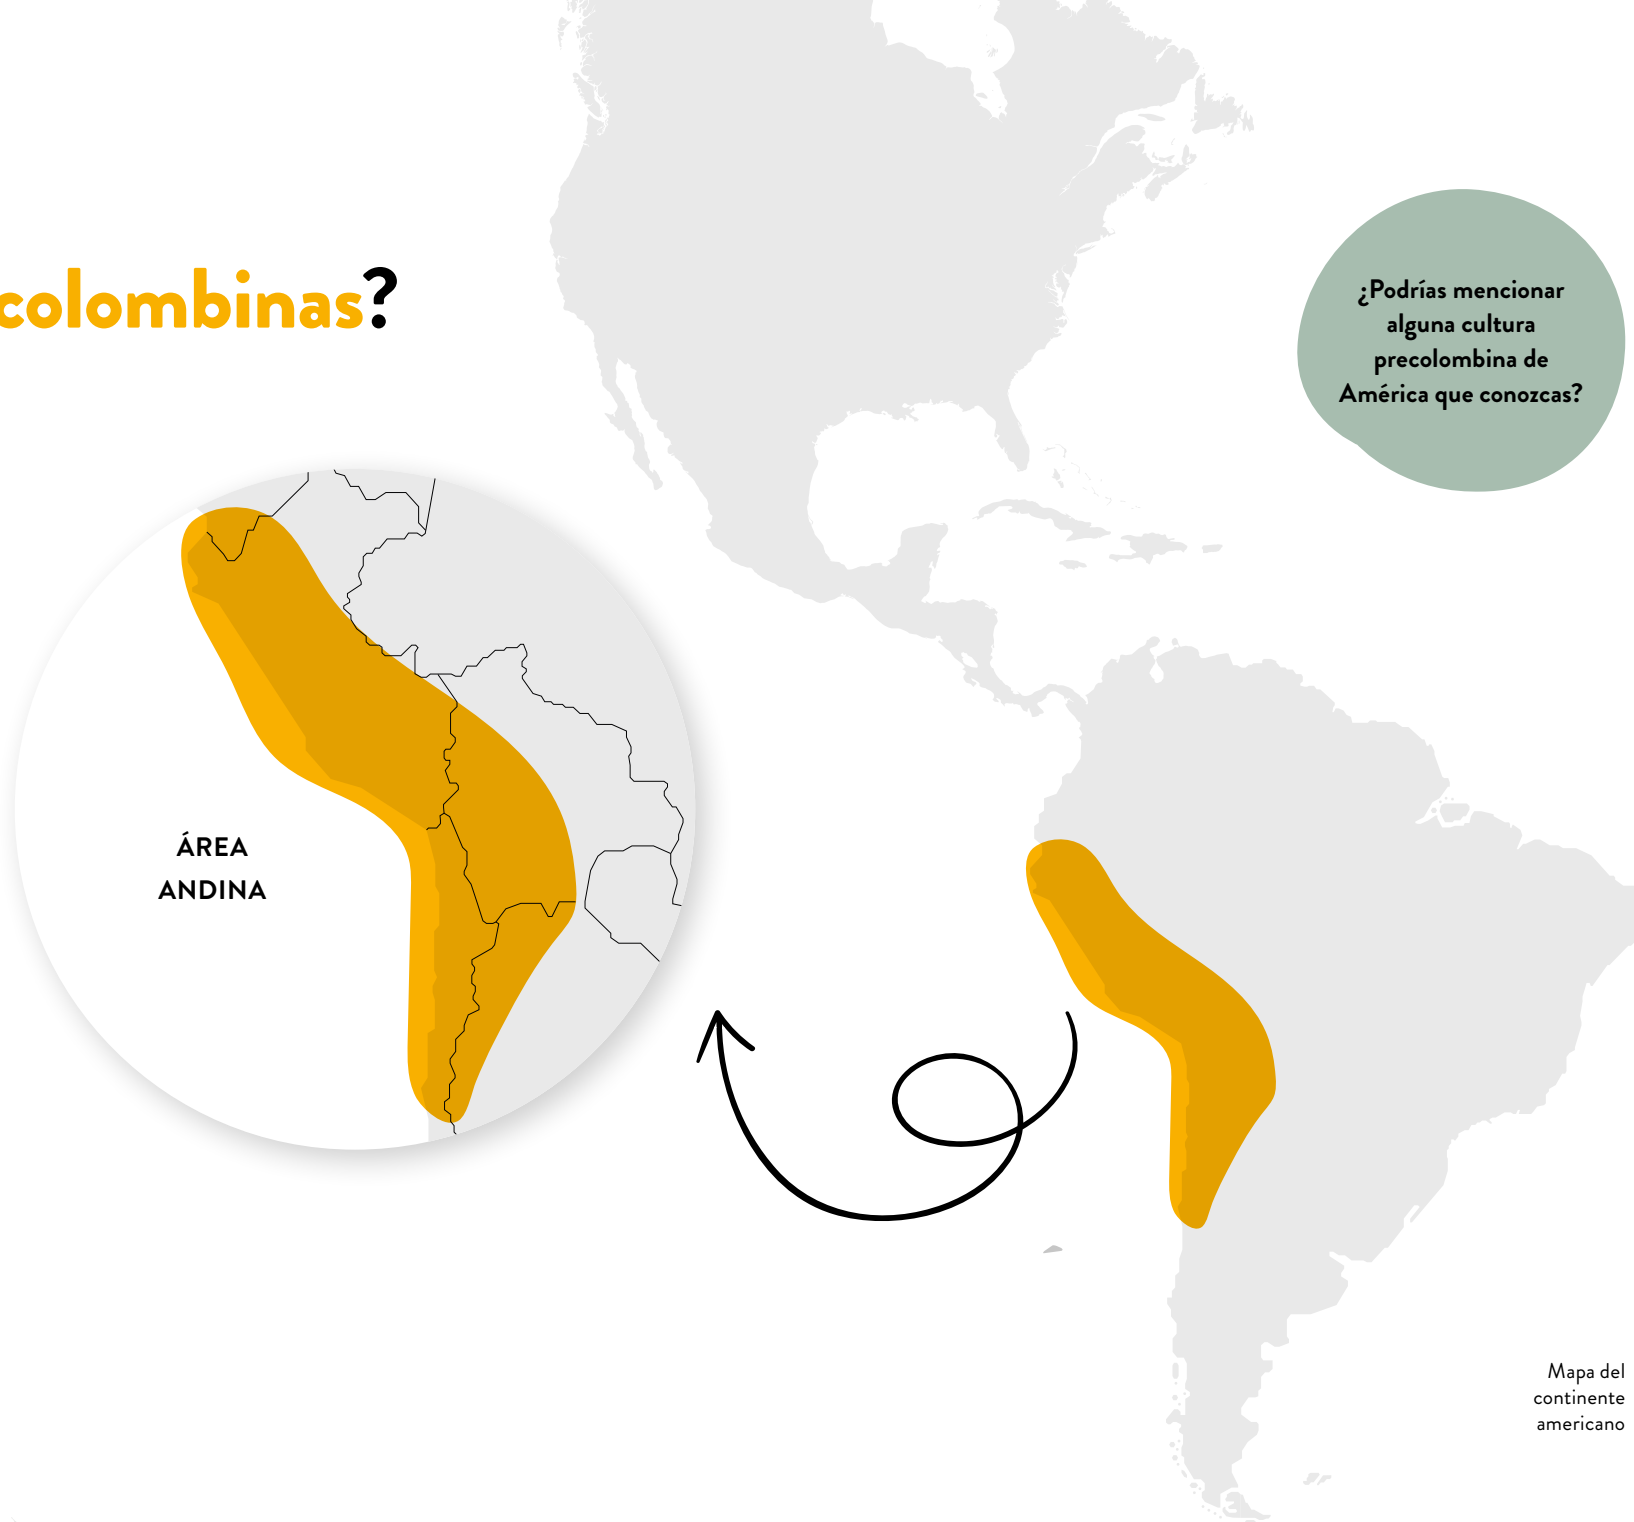 colombinas?
¿Podrías mencionar
alguna cultura
precolombina de
América que conozcas?
ÁREA
ANDINA
Mapa del
continente
americano